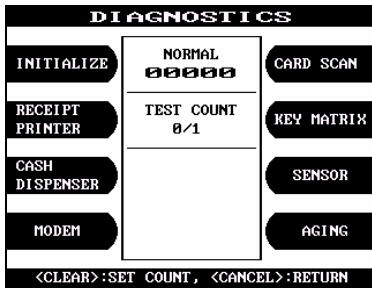 DIAGNOSTICS
INITIALIZE
NORMAL
00000
CARD SCAN
RECEIPT
PRINTER
TEST COUNT
0/1
KEY MATRIX
CASH
DISPENSER
SENSOR
MODEM
AGING
<CLEAR>:SET COUNT, <CANCEL>:RETURN